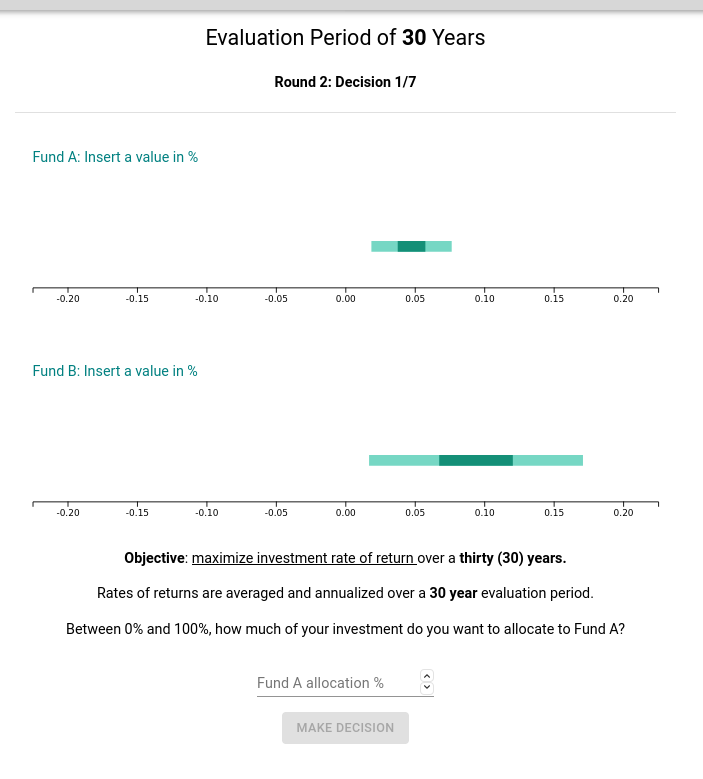 Evaluation Period of 30 Years
Round 2: Decision 1/7
Fund A: Insert a value in %
-0.20 -0.15 -0.10 -0.05 0.00 0.05 0.10 0.15 0.20
Fund B: Insert a value in %
-0.20 -0.15 -0.10 -0.05 0.00 0.05 0.10 0.15 0.20
Objective: maximize investment rate of return over a thirty (30) years.
Rates of returns are averaged and annualized over a 30 year evaluation period.
Between 0% and 100%, how much of your investment do you want to allocate to Fund A?
Fund A allocation %
MAKE DECISION